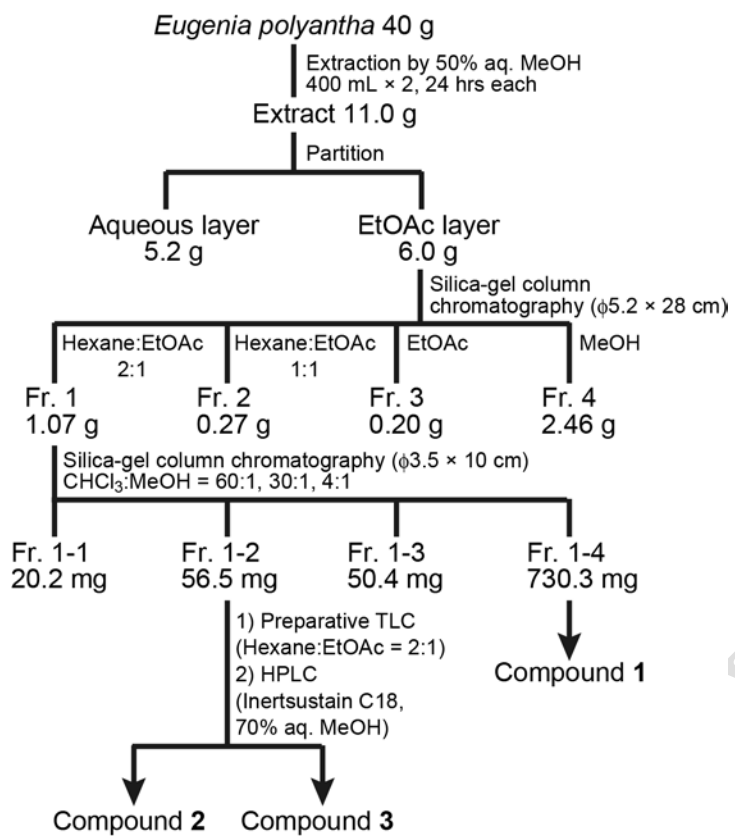 Eugenia polyantha 40 g
Extraction by 50% aq. MeOH
400 mL × 2, 24 hrs each
Extract 11.0 g
Partition
Aqueous layer
5.2 g
EtOAc layer
6.0 g
Silica-gel column
chromatography (ϕ5.2 × 28 cm)
Hexane:EtOAc
2:1
Hexane:EtOAc
1:1
EtOAc
MeOH
Fr. 1
1.07 g
Fr. 2
0.27 g
Fr. 3
0.20 g
Fr. 4
2.46 g
Silica-gel column chromatography (ϕ3.5 × 10 cm)
CHCl₃:MeOH = 60:1, 30:1, 4:1
Fr. 1-1
20.2 mg
Fr. 1-2
56.5 mg
Fr. 1-3
50.4 mg
Fr. 1-4
730.3 mg
1) Preparative TLC
(Hexane:EtOAc = 2:1)
2) HPLC
(Inertsustain C18,
70% aq. MeOH)
Compound 1
Compound 2
Compound 3